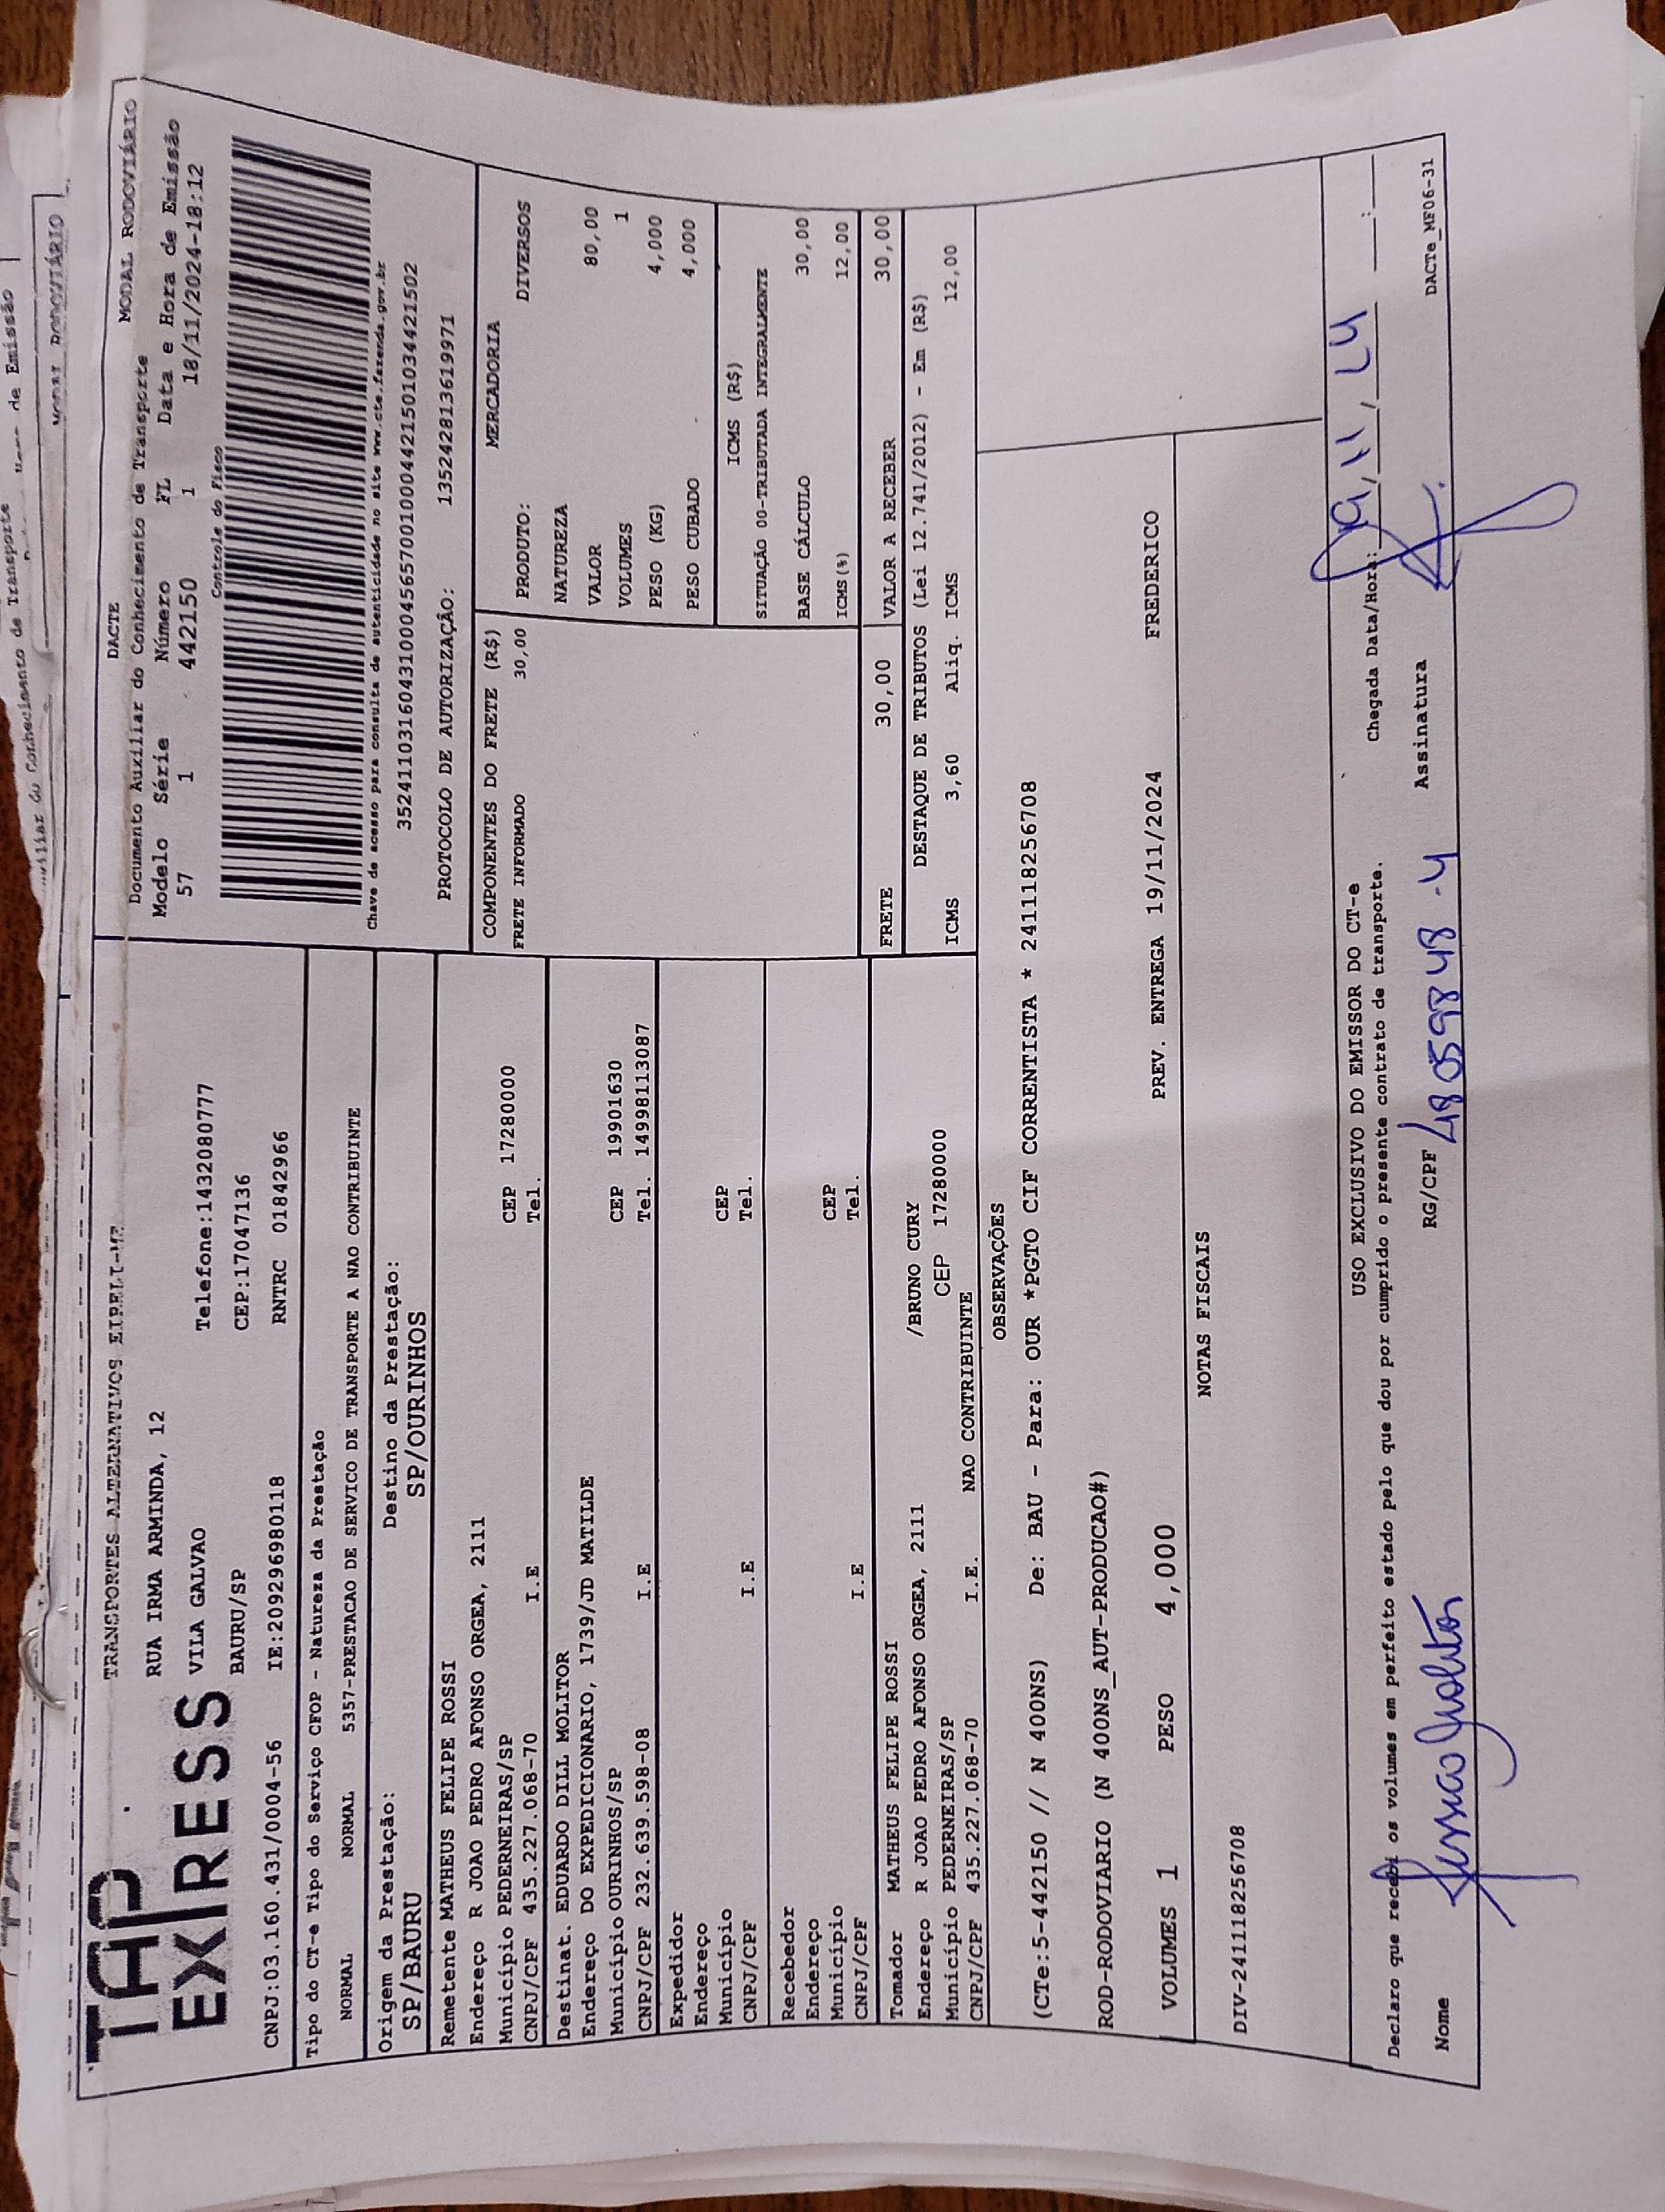 TAP
EXPRESS
TRANSPORTES ALTERNATIVOS EIRELI-ME
RUA IRMA ARMINDA, 12
VILA GALVAO Telefone:1432080777
BAURU/SP CEP:17047136
CNPJ:03.160.431/0004-56 IE:209296980118 RNTRC 01842966
DACTE MODAL RODOVIÁRIO
Documento Auxiliar do Conhecimento de Transporte
Modelo Série Número FL Data e Hora de Emissão
57 1 442150 1 18/11/2024-18:12
Controle do Fisco
Chave de acesso para consulta de autenticidade no site www.cte.fazenda.gov.br
35241103160431000456570010004421501034421502
PROTOCOLO DE AUTORIZAÇÃO: 135242813619971
Tipo do CT-e Tipo do Serviço CFOP - Natureza da Prestação
NORMAL NORMAL 5357-PRESTACAO DE SERVICO DE TRANSPORTE A NAO CONTRIBUINTE
Origem da Prestação: Destino da Prestação:
SP/BAURU SP/OURINHOS
Remetente MATHEUS FELIPE ROSSI
Endereço R JOAO PEDRO AFONSO ORGEA, 2111
Município PEDERNEIRAS/SP CEP 17280000
CNPJ/CPF 435.227.068-70 I.E Tel.
Destinat. EDUARDO DILL MOLITOR
Endereço DO EXPEDICIONARIO, 1739/JD MATILDE
Município OURINHOS/SP CEP 19901630
CNPJ/CPF 232.639.598-08 I.E Tel. 14998113087
Expedidor
Endereço
Município CEP
CNPJ/CPF I.E Tel.
Recebedor
Endereço
Município CEP
CNPJ/CPF I.E Tel.
Tomador MATHEUS FELIPE ROSSI
Endereço R JOAO PEDRO AFONSO ORGEA, 2111 /BRUNO CURY
Município PEDERNEIRAS/SP CEP 17280000
CNPJ/CPF 435.227.068-70 I.E. NAO CONTRIBUINTE
COMPONENTES DO FRETE (R$)
FRETE INFORMADO 30,00
MERCADORIA
PRODUTO: DIVERSOS
NATUREZA
VALOR 80,00
VOLUMES 1
PESO (KG) 4,000
PESO CUBADO 4,000
ICMS (R$)
SITUAÇÃO 00-TRIBUTADA INTEGRALMENTE
BASE CÁLCULO 30,00
ICMS(%) 12,00
FRETE 30,00 VALOR A RECEBER 30,00
DESTAQUE DE TRIBUTOS (Lei 12.741/2012) - Em (R$)
ICMS 3,60 Aliq. ICMS 12,00
OBSERVAÇÕES
(CTe:5-442150 // N 400NS) De: BAU - Para: OUR *PGTO CIF CORRENTISTA * 241118256708
ROD-RODOVIARIO (N 400NS_AUT-PRODUCAO#)
VOLUMES 1 PESO 4,000 PREV. ENTREGA 19/11/2024 FREDERICO
NOTAS FISCAIS
DIV-241118256708
USO EXCLUSIVO DO EMISSOR DO CT-e
Declaro que recebi os volumes em perfeito estado pelo que dou por cumprido o presente contrato de transporte.
Chegada Data/Hora:
Nome RG/CPF 48059848-4 Assinatura
DACTe_MF06-31